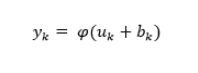 yₖ = φ(uₖ + bₖ)